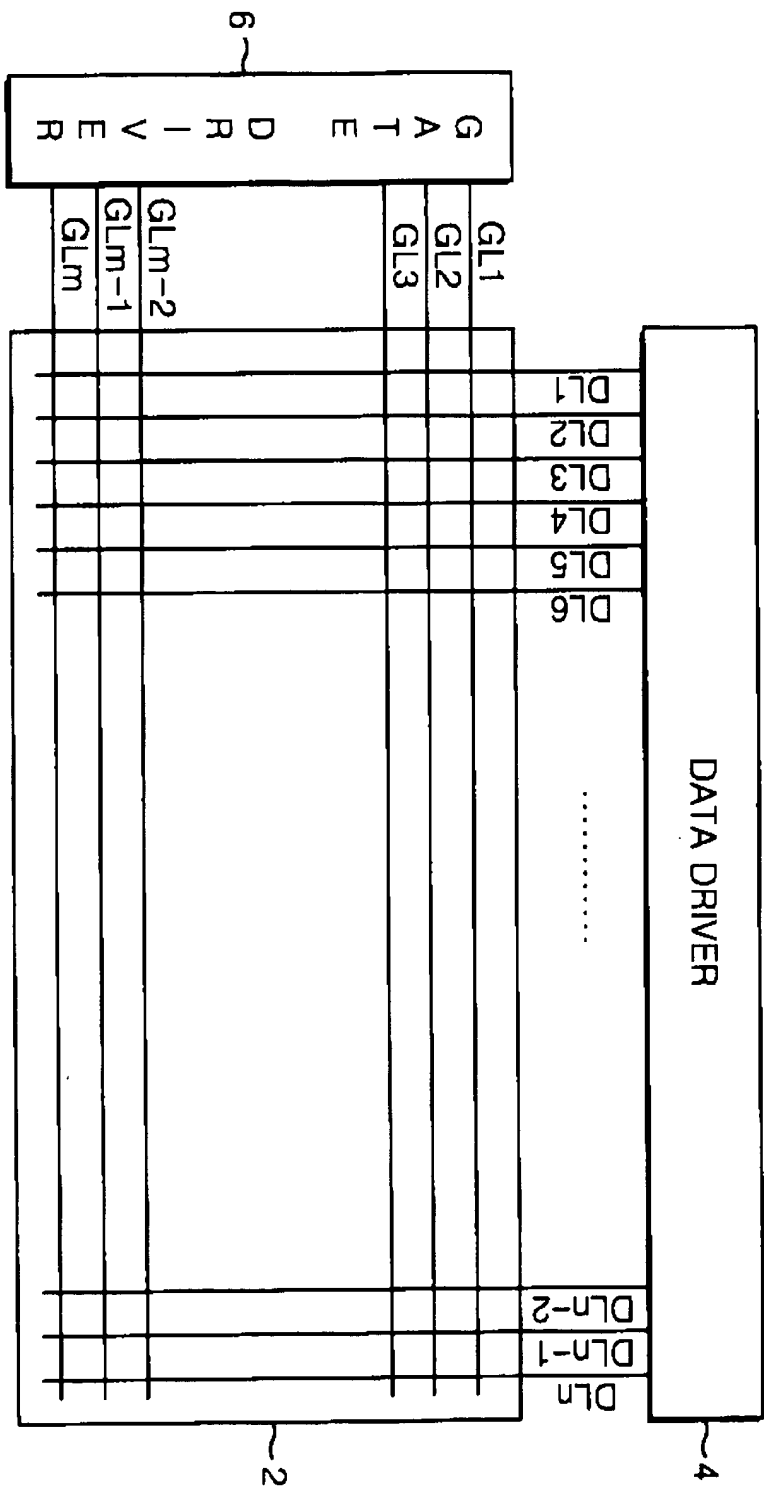 DATA DRIVER
4
DL1
DL2
DL3
DL4
DL5
DL6
..........
DLn-2
DLn-1
DLn
6
GATE DRIVER
GL1
GL2
GL3
GLm-2
GLm-1
GLm
2